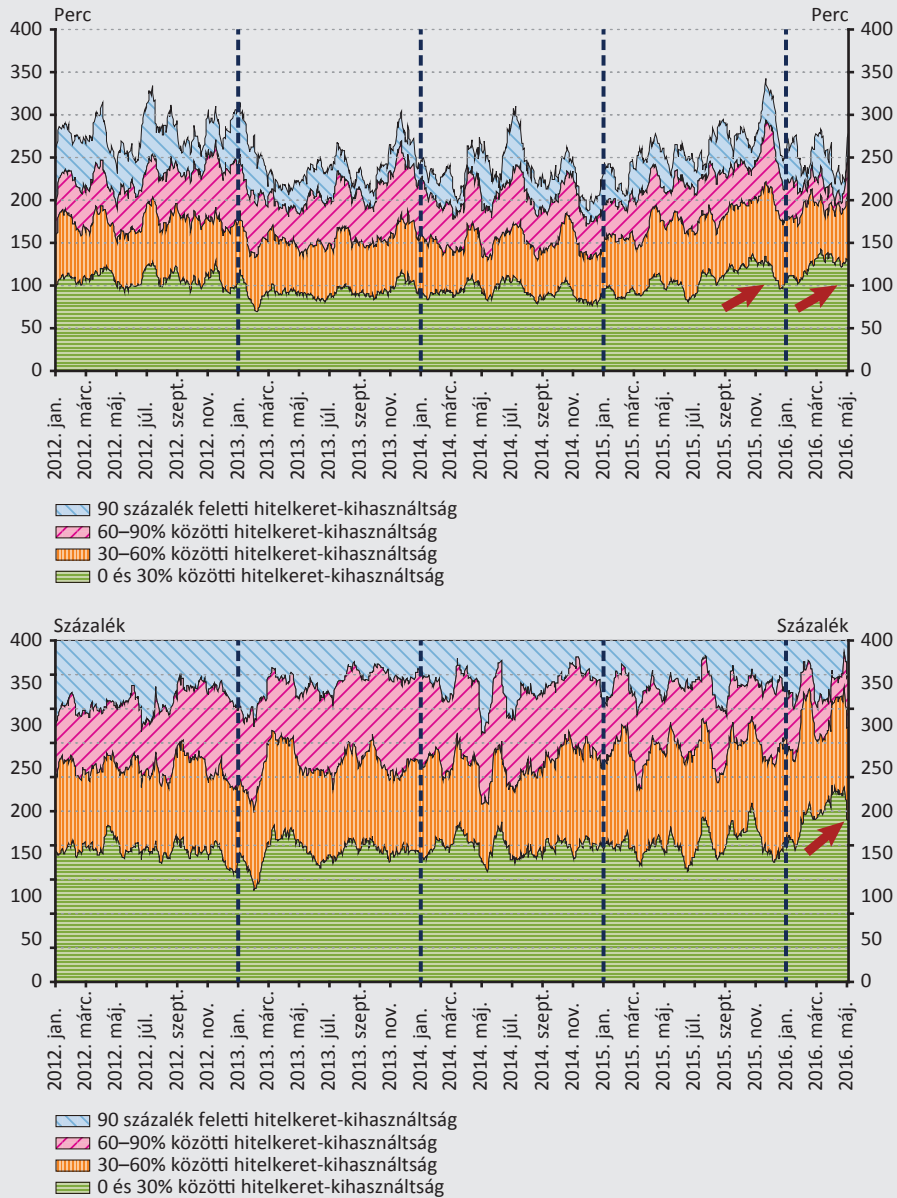 Perc Perc
400 400
350 350
300 300
250 250
200 200
150 150
100 100
50 50
0 0
2012. jan.
2012. márc.
2012. máj.
2012. júl.
2012. szept.
2012. nov.
2013. jan.
2013. márc.
2013. máj.
2013. júl.
2013. szept.
2013. nov.
2014. jan.
2014. márc.
2014. máj.
2014. júl.
2014. szept.
2014. nov.
2015. jan.
2015. márc.
2015. máj.
2015. júl.
2015. szept.
2015. nov.
2016. jan.
2016. márc.
2016. máj.
90 százalék feletti hitelkeret-kihasználtság
60–90% közötti hitelkeret-kihasználtság
30–60% közötti hitelkeret-kihasználtság
0 és 30% közötti hitelkeret-kihasználtság
Százalék Százalék
400 400
350 350
300 300
250 250
200 200
150 150
100 100
50 50
0 0
2012. jan.
2012. márc.
2012. máj.
2012. júl.
2012. szept.
2012. nov.
2013. jan.
2013. márc.
2013. máj.
2013. júl.
2013. szept.
2013. nov.
2014. jan.
2014. márc.
2014. máj.
2014. júl.
2014. szept.
2014. nov.
2015. jan.
2015. márc.
2015. máj.
2015. júl.
2015. szept.
2015. nov.
2016. jan.
2016. márc.
2016. máj.
90 százalék feletti hitelkeret-kihasználtság
60–90% közötti hitelkeret-kihasználtság
30–60% közötti hitelkeret-kihasználtság
0 és 30% közötti hitelkeret-kihasználtság